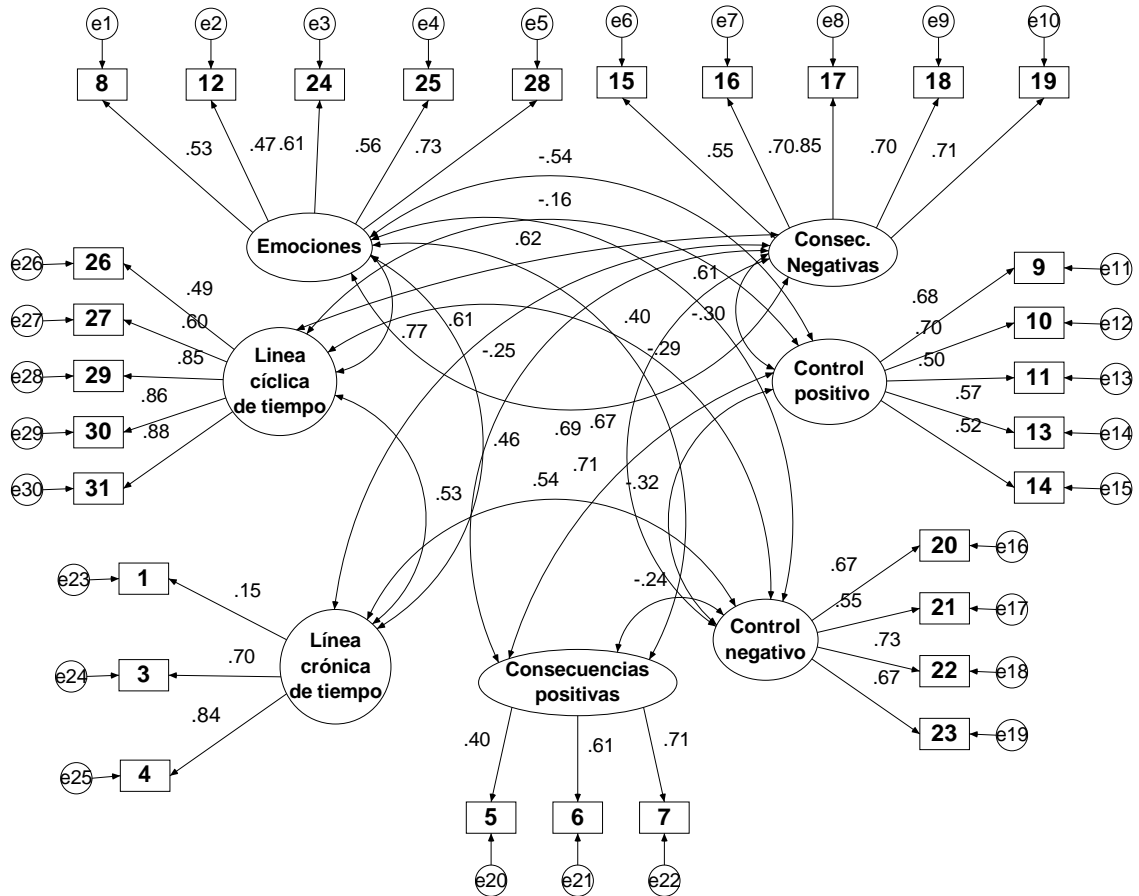 e1 e2 e3 e4 e5 e6 e7 e8 e9 e10
8 12 24 25 28 15 16 17 18 19
.53 .47 .61 .56 .73 -.54 .55 .70 .85 .70 .71
-.16
Emociones
.62
Consec.
Negativas
e26 26
.49
e27 27
.60
e28 29
.85
e29 30
.86
e30 31
.88
Linea
cíclica
de tiempo
.77 .61 -.25 .40 .61 -.30 -.29
9 e11
.68
10 e12
.70
11 e13
.50
13 e14
.57
14 e15
.52
Control
positivo
.46 .69 .67
.53 .54 .71 -.32
e23 1
.15
e24 3
.70
e25 4
.84
Línea
crónica
de tiempo
-.24
20 e16
.67
21 e17
.55
22 e18
.73
23 e19
.67
Control
negativo
Consecuencias
positivas
.40 .61 .71
5 6 7
e20 e21 e22